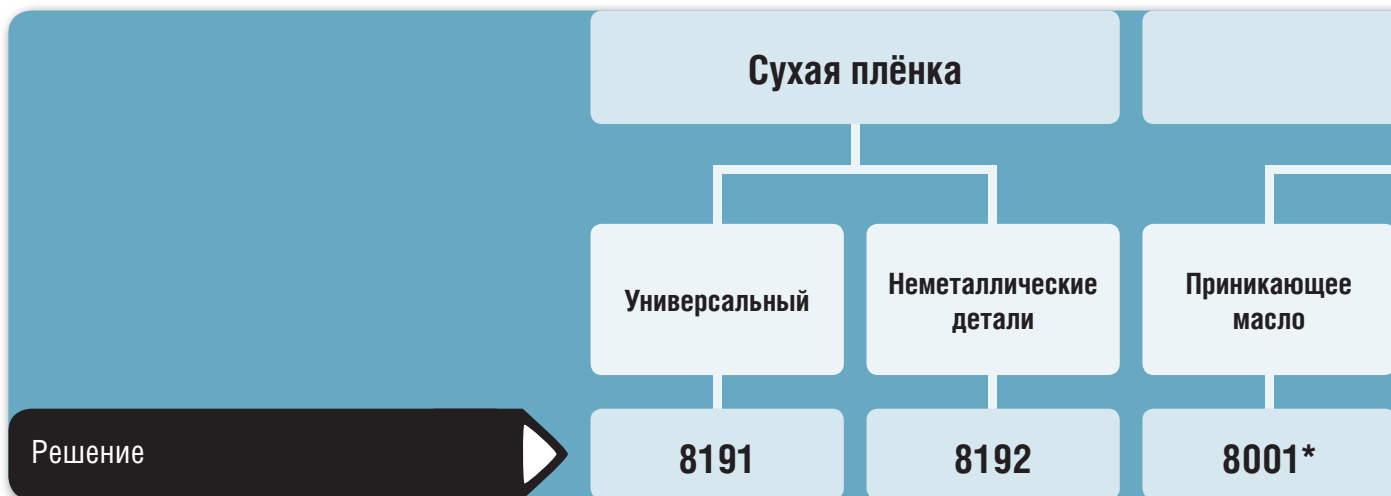 Сухая плёнка
Универсальный
Неметаллические
детали
Приникающее
масло
Решение
8191
8192
8001*